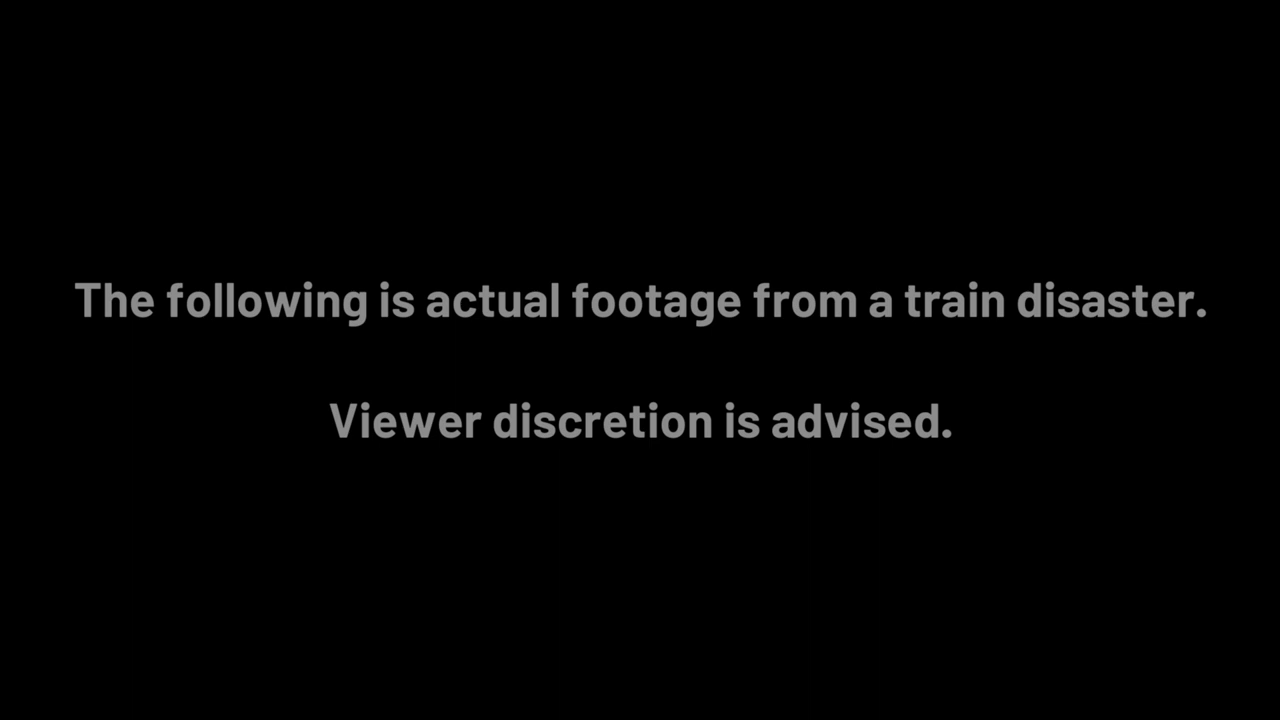 The following is actual footage from a train disaster.
Viewer discretion is advised.